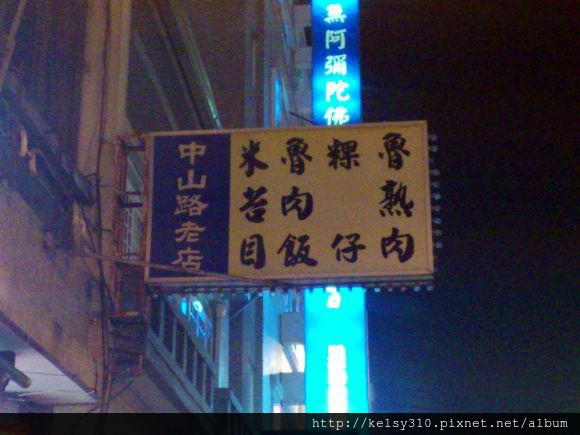 無阿彌陀佛
魯熟肉
粿仔
魯肉飯
米苔目
中山路老店
http://kelsy310.pixnet.net/album